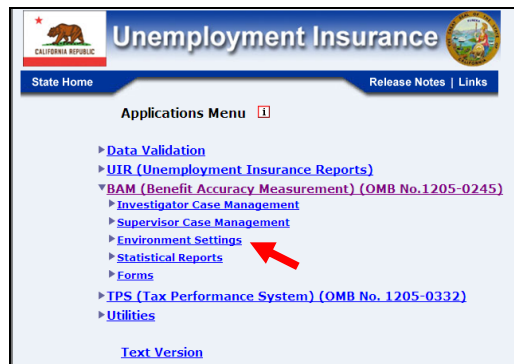 CALIFORNIA REPUBLIC
Unemployment Insurance
State Home
Release Notes | Links
Applications Menu i
Data Validation
UIR (Unemployment Insurance Reports)
BAM (Benefit Accuracy Measurement) (OMB No.1205-0245)
Investigator Case Management
Supervisor Case Management
Environment Settings
Statistical Reports
Forms
TPS (Tax Performance System) (OMB No. 1205-0332)
Utilities
Text Version